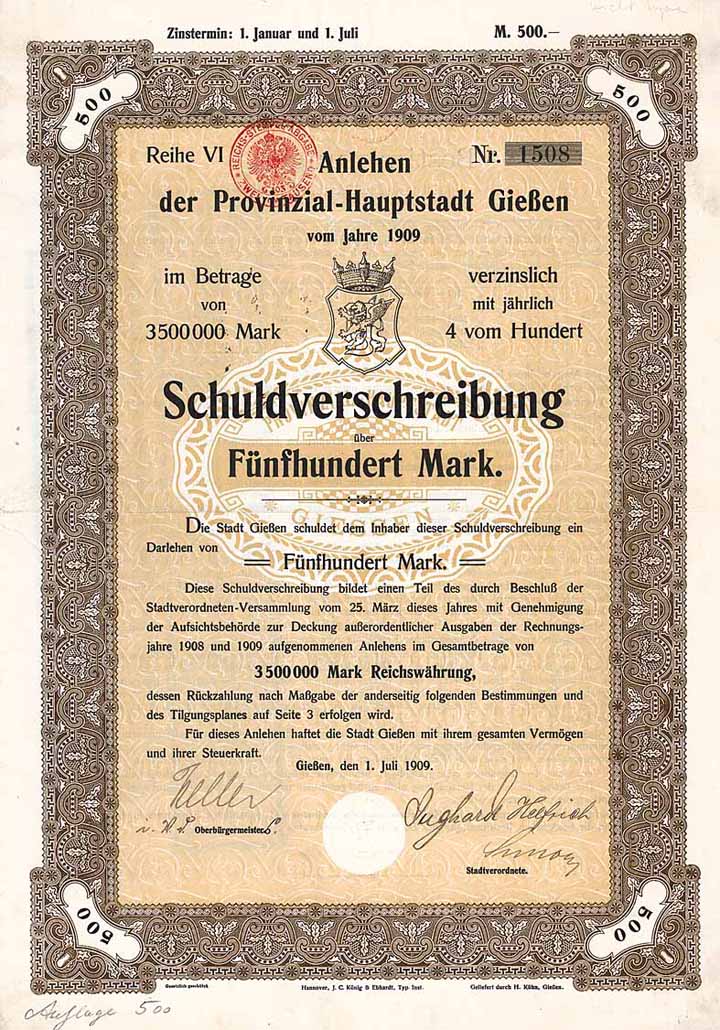 Zinstermin: 1. Januar und 1. Juli M. 500.—
500 500
Reihe VI Anlehen Nr. 1508
der Provinzial-Hauptstadt Gießen
vom Jahre 1909
im Betrage verzinslich
von mit jährlich
3500000 Mark 4 vom Hundert
Schuldverschreibung
über
Fünfhundert Mark.
GIESSEN
Die Stadt Gießen schuldet dem Inhaber dieser Schuldverschreibung ein
Darlehen von
Fünfhundert Mark.
Diese Schuldverschreibung bildet einen Teil des durch Beschluß der
Stadtverordneten-Versammlung vom 25. März dieses Jahres mit Genehmigung
der Aufsichtsbehörde zur Deckung außerordentlicher Ausgaben der Rechnungs-
jahre 1908 und 1909 aufgenommenen Anlehens im Gesamtbetrage von
3500000 Mark Reichswährung,
dessen Rückzahlung nach Maßgabe der anderseitig folgenden Bestimmungen und
des Tilgungsplanes auf Seite 3 erfolgen wird.
Für dieses Anlehen haftet die Stadt Gießen mit ihrem gesamten Vermögen
und ihrer Steuerkraft.
Gießen, den 1. Juli 1909.
Keller
Oberbürgermeister.
Helfrich
Stadtverordnete.
500 500
Gesetzlich geschützt Hannover, J. C. König & Ebhardt, Typ. Inst. Geliefert durch H. Kühn, Gießen.
Auflage 500